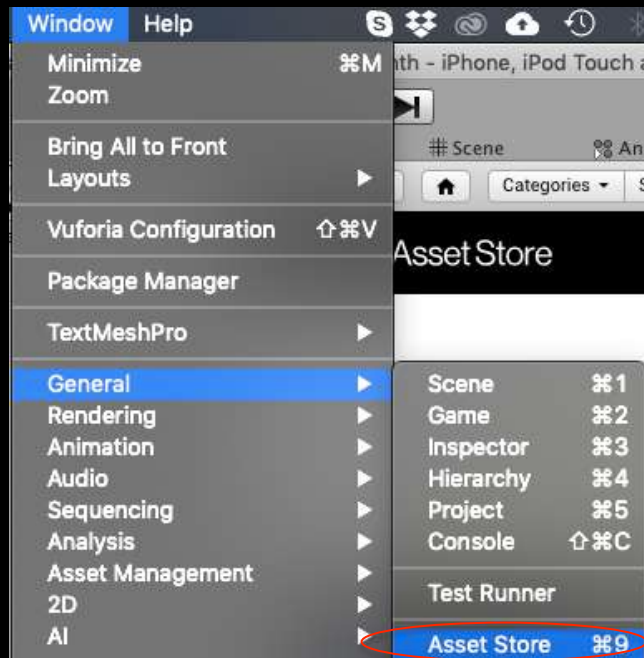 Window Help
Minimize ⌘M
Zoom
Bring All to Front
Layouts
Vuforia Configuration ⇧⌘V
Package Manager
TextMeshPro
General
Rendering
Animation
Audio
Sequencing
Analysis
Asset Management
2D
AI
- iPhone, iPod Touch
Scene
Categories
Asset Store
Scene ⌘1
Game ⌘2
Inspector ⌘3
Hierarchy ⌘4
Project ⌘5
Console ⇧⌘C
Test Runner
Asset Store ⌘9